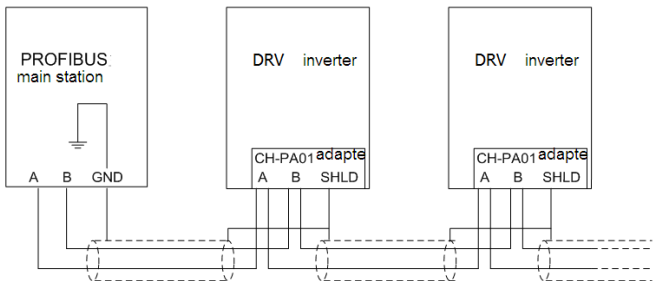 PROFIBUS
main station
A B GND
DRV inverter
CH-PA01 adapte
A B SHLD
DRV inverter
CH-PA01 adapte
A B SHLD